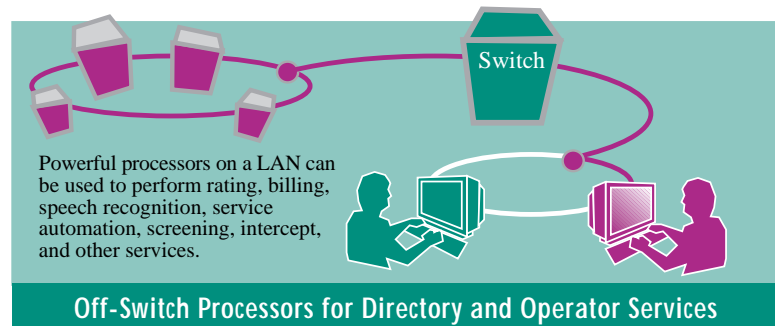 Switch
Powerful processors on a LAN can
be used to perform rating, billing,
speech recognition, service
automation, screening, intercept,
and other services.
Off-Switch Processors for Directory and Operator Services